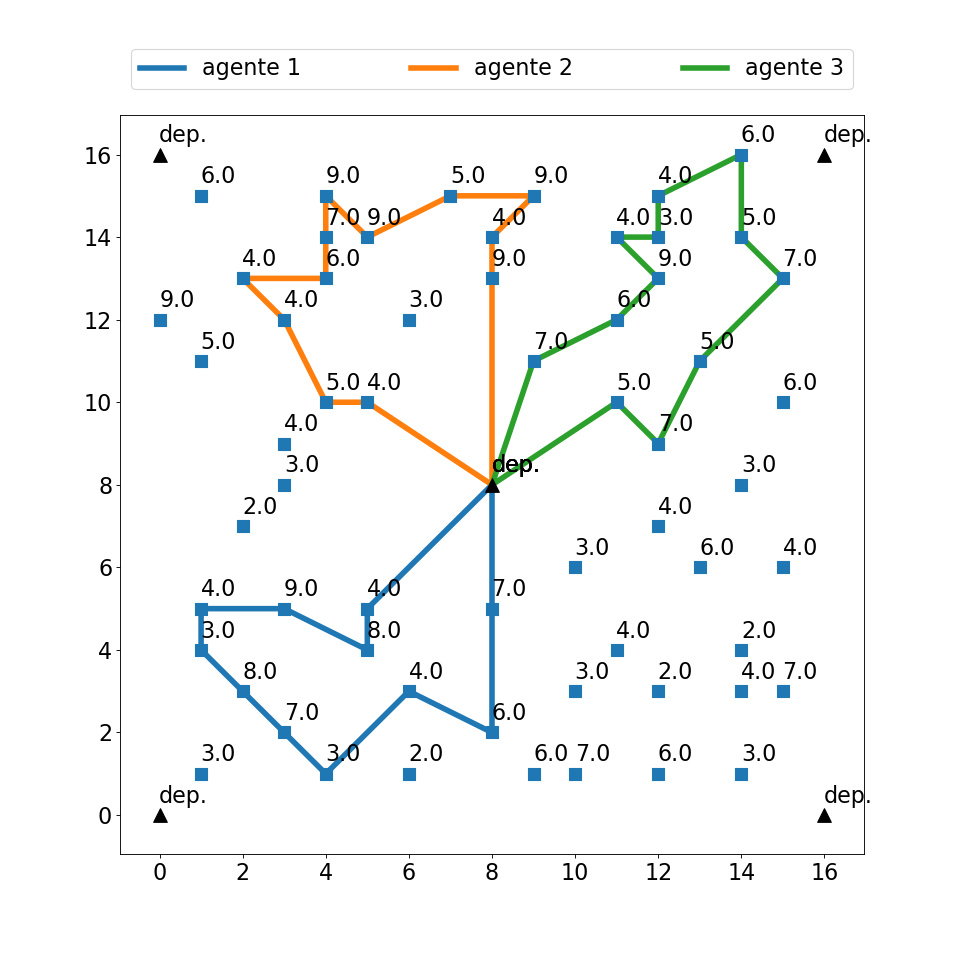 agente 1 agente 2 agente 3
dep. 6.0 dep.
16
6.0 9.0 5.0 9.0 4.0
7.0 9.0 4.0 4.0 3.0 5.0
14
4.0 6.0 9.0 9.0 7.0
9.0 4.0 3.0 6.0
12
5.0 7.0 5.0
5.0 4.0 5.0 6.0
10
4.0 7.0
3.0 dep. dep. 3.0
8
2.0 4.0
3.0 6.0 4.0
6
4.0 9.0 4.0 7.0
3.0 8.0 4.0 2.0
4
8.0 4.0 3.0 2.0 4.0 7.0
7.0 6.0
2
3.0 3.0 2.0 6.0 7.0 6.0 3.0
dep. dep.
0
0 2 4 6 8 10 12 14 16